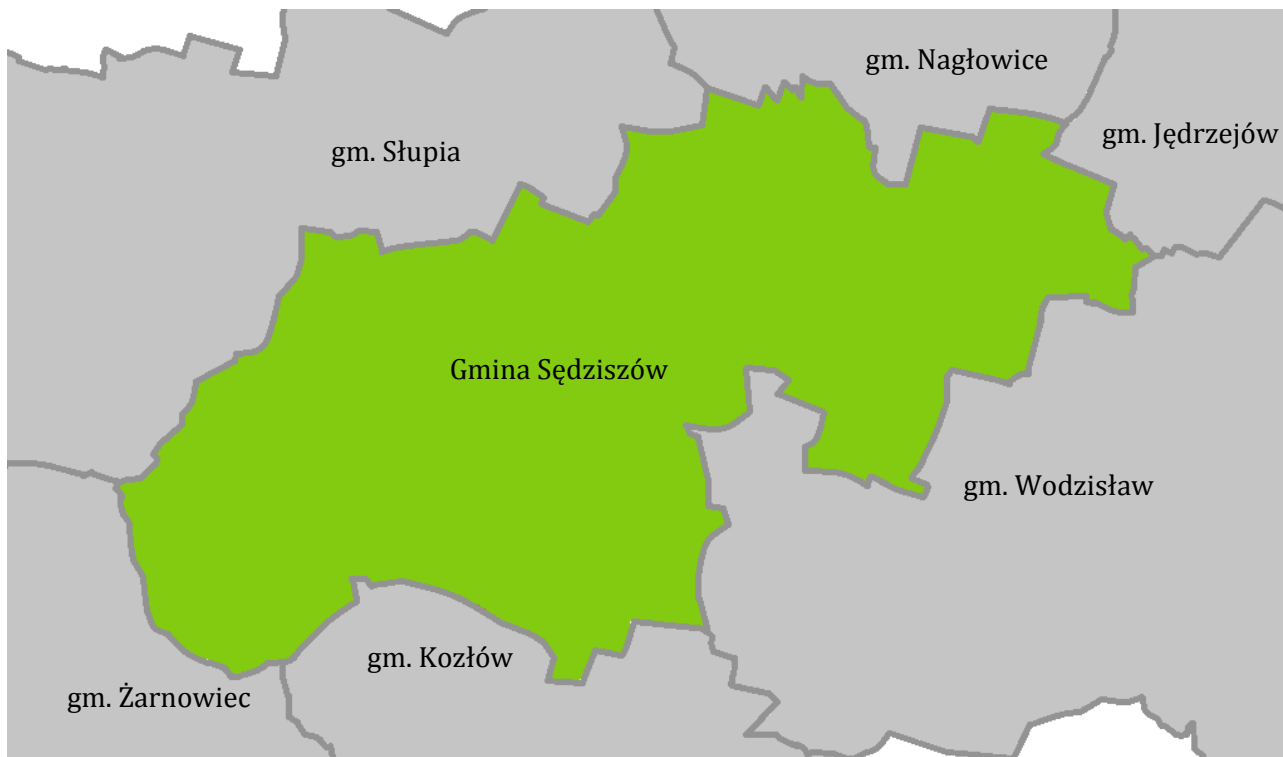 gm. Nagłowice
gm. Jędrzejów
gm. Słupia
Gmina Sędziszów
gm. Wodzisław
gm. Kozłów
gm. Żarnowiec